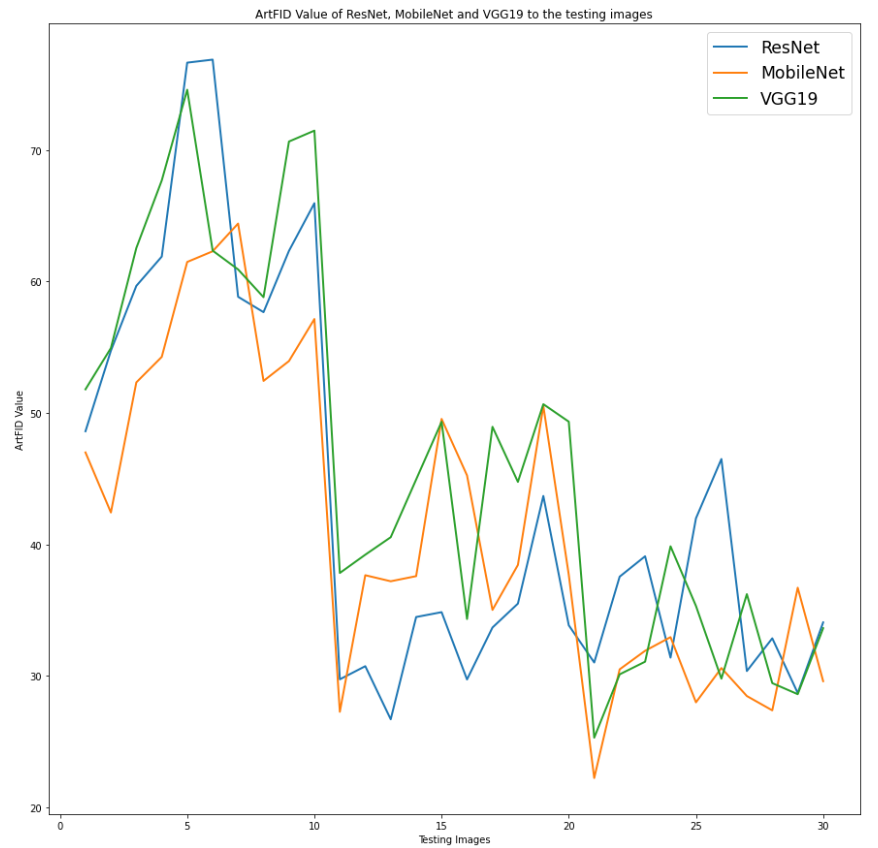 ArtFID Value of ResNet, MobileNet and VGG19 to the testing images
ResNet
MobileNet
VGG19
70
60
50
40
30
20
ArtFID Value
0 5 10 15 20 25 30
Testing Images